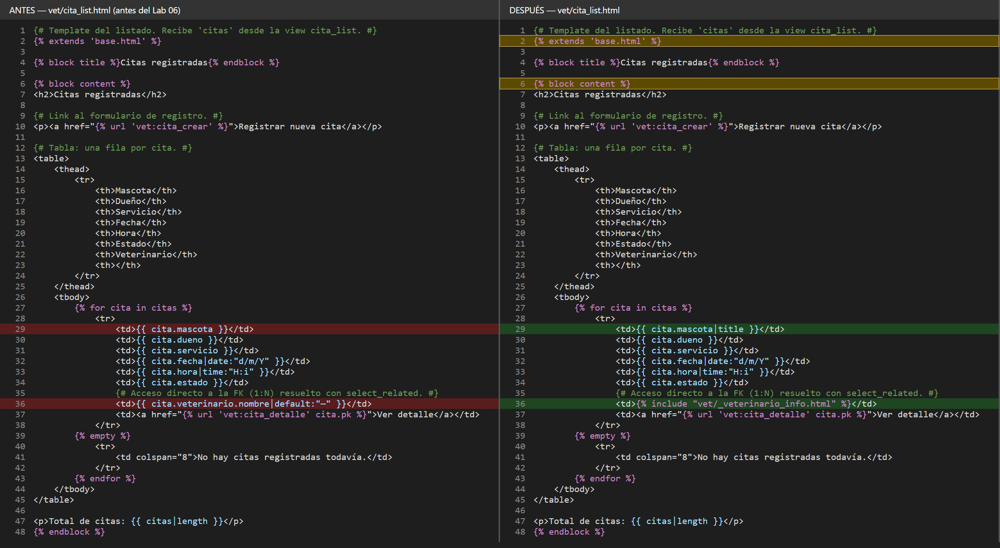 ANTES — vet/cita_list.html (antes del Lab 06)
1 {# Template del listado. Recibe 'citas' desde la view cita_list. #}
2 {% extends 'base.html' %}
3
4 {% block title %}Citas registradas{% endblock %}
5
6 {% block content %}
7 <h2>Citas registradas</h2>
8
9 {# Link al formulario de registro. #}
10 <p><a href="{% url 'vet:cita_crear' %}">Registrar nueva cita</a></p>
11
12 {# Tabla: una fila por cita. #}
13 <table>
14     <thead>
15         <tr>
16             <th>Mascota</th>
17             <th>Dueño</th>
18             <th>Servicio</th>
19             <th>Fecha</th>
20             <th>Hora</th>
21             <th>Estado</th>
22             <th>Veterinario</th>
23             <th></th>
24         </tr>
25     </thead>
26     <tbody>
27         {% for cita in citas %}
28             <tr>
29                 <td>{{ cita.mascota }}</td>
30                 <td>{{ cita.dueno }}</td>
31                 <td>{{ cita.servicio }}</td>
32                 <td>{{ cita.fecha|date:"d/m/Y" }}</td>
33                 <td>{{ cita.hora|time:"H:i" }}</td>
34                 <td>{{ cita.estado }}</td>
35                 {# Acceso directo a la FK (1:N) resuelto con select_related. #}
36                 <td>{{ cita.veterinario.nombre|default:"—" }}</td>
37                 <td><a href="{% url 'vet:cita_detalle' cita.pk %}">Ver detalle</a></td>
38             </tr>
39         {% empty %}
40             <tr>
41                 <td colspan="8">No hay citas registradas todavía.</td>
42             </tr>
43         {% endfor %}
44     </tbody>
45 </table>
46
47 <p>Total de citas: {{ citas|length }}</p>
48 {% endblock %}
DESPUÉS — vet/cita_list.html
1 {# Template del listado. Recibe 'citas' desde la view cita_list. #}
2 {% extends 'base.html' %}
3
4 {% block title %}Citas registradas{% endblock %}
5
6 {% block content %}
7 <h2>Citas registradas</h2>
8
9 {# Link al formulario de registro. #}
10 <p><a href="{% url 'vet:cita_crear' %}">Registrar nueva cita</a></p>
11
12 {# Tabla: una fila por cita. #}
13 <table>
14     <thead>
15         <tr>
16             <th>Mascota</th>
17             <th>Dueño</th>
18             <th>Servicio</th>
19             <th>Fecha</th>
20             <th>Hora</th>
21             <th>Estado</th>
22             <th>Veterinario</th>
23             <th></th>
24         </tr>
25     </thead>
26     <tbody>
27         {% for cita in citas %}
28             <tr>
29                 <td>{{ cita.mascota|title }}</td>
30                 <td>{{ cita.dueno }}</td>
31                 <td>{{ cita.servicio }}</td>
32                 <td>{{ cita.fecha|date:"d/m/Y" }}</td>
33                 <td>{{ cita.hora|time:"H:i" }}</td>
34                 <td>{{ cita.estado }}</td>
35                 {# Acceso directo a la FK (1:N) resuelto con select_related. #}
36                 <td>{% include "vet/_veterinario_info.html" %}</td>
37                 <td><a href="{% url 'vet:cita_detalle' cita.pk %}">Ver detalle</a></td>
38             </tr>
39         {% empty %}
40             <tr>
41                 <td colspan="8">No hay citas registradas todavía.</td>
42             </tr>
43         {% endfor %}
44     </tbody>
45 </table>
46
47 <p>Total de citas: {{ citas|length }}</p>
48 {% endblock %}